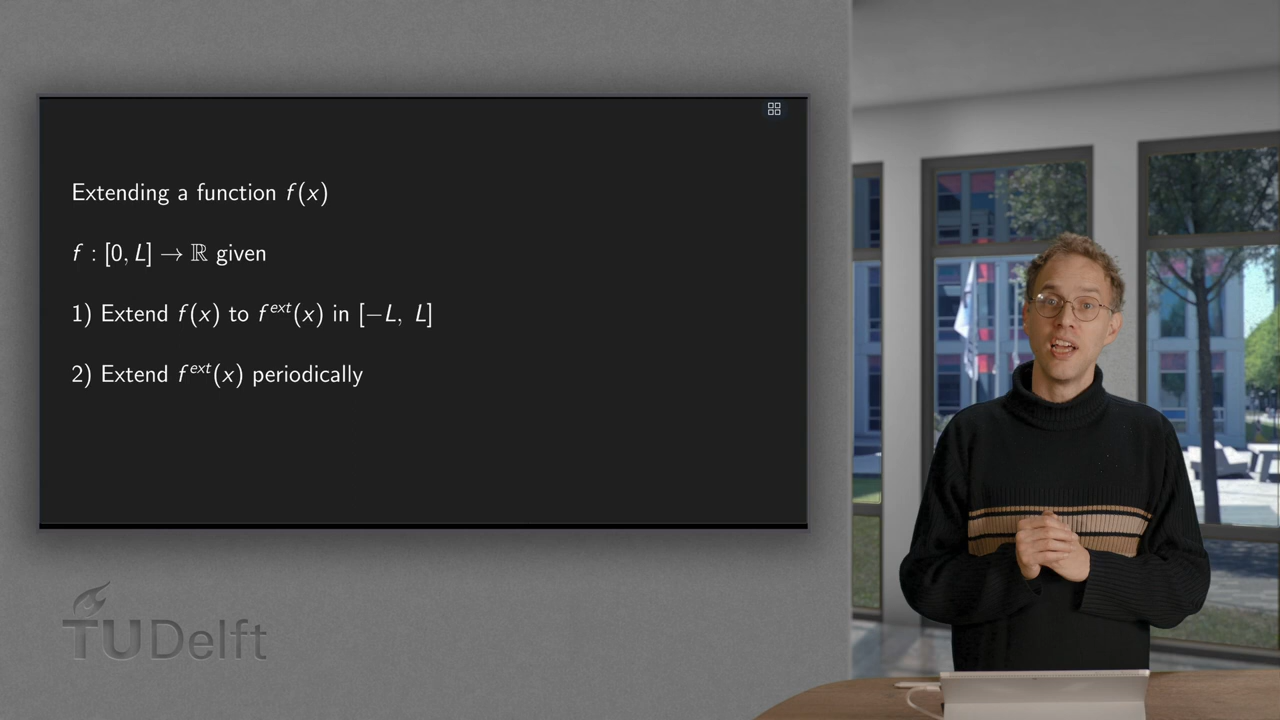 Extending a function f(x)
f : [0, L] → ℝ given
1) Extend f(x) to f^ext(x) in [−L, L]
2) Extend f^ext(x) periodically
TUDelft